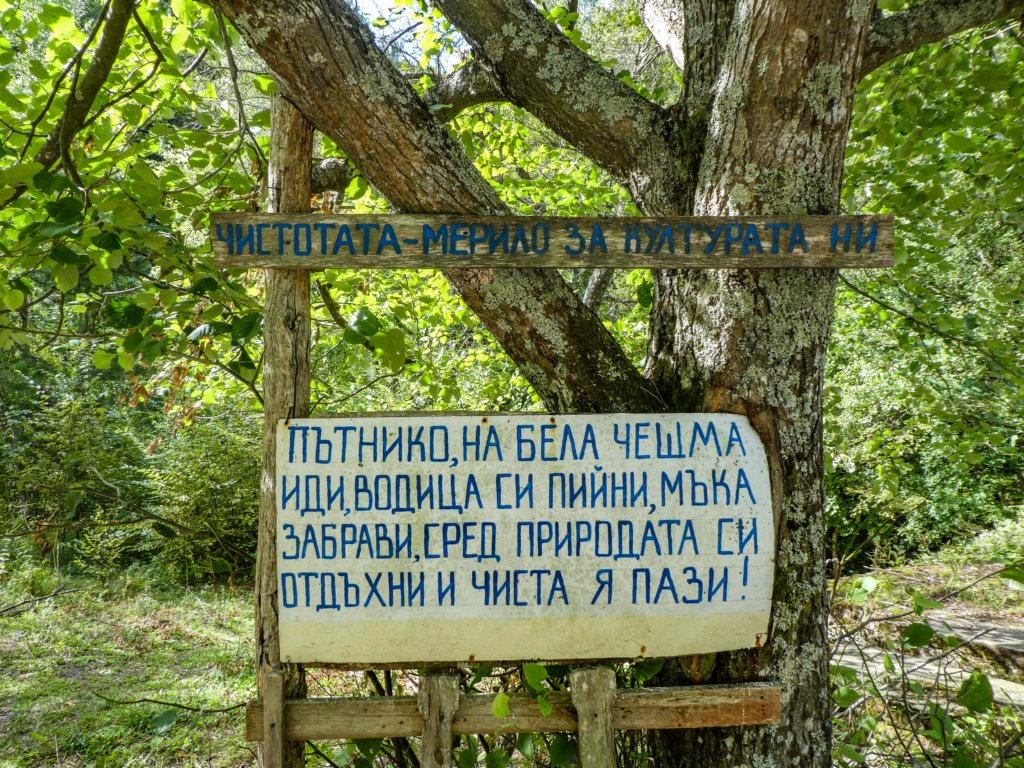 ЧИСТОТАТА-МЕРИЛО ЗА КУЛТУРАТА НИ
ПЪТНИКО, НА БЕЛА ЧЕШМА
ИДИ, ВОДИЦА СИ ПИЙНИ, МЪКА
ЗАБРАВИ, СРЕД ПРИРОДАТА СИ
ОТДЪХНИ И ЧИСТА Я ПАЗИ!